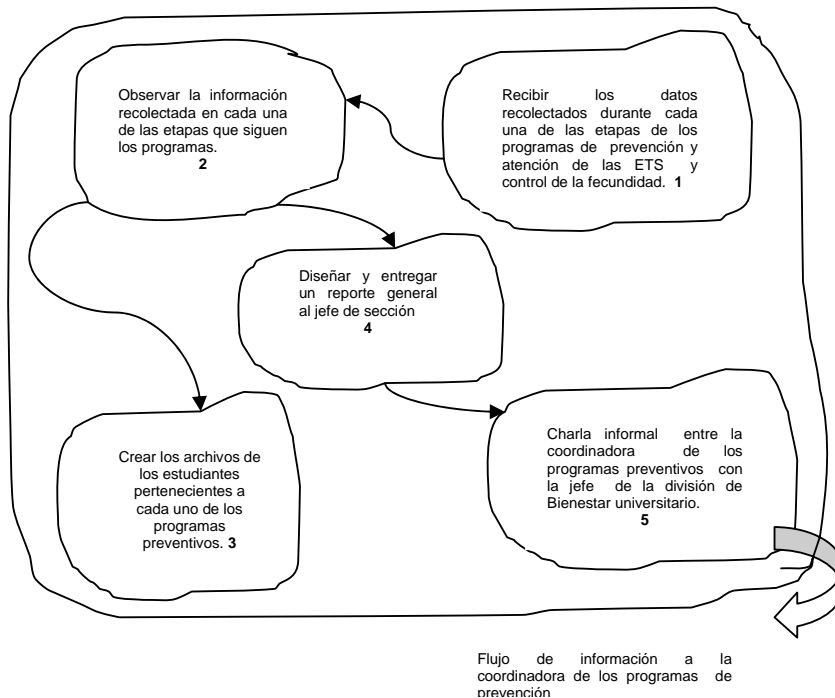 Recibir los datos
recolectados durante cada
una de las etapas de los
programas de prevención y
atención de las ETS y
control de la fecundidad. 1
Observar la información
recolectada en cada una
de las etapas que siguen
los programas.
2
Crear los archivos de
los estudiantes
pertenecientes a
cada uno de los
programas
preventivos. 3
Diseñar y entregar
un reporte general
al jefe de sección
4
Charla informal entre la
coordinadora de los
programas preventivos con
la jefe de la división de
Bienestar universitario.
5
Flujo de información a la
coordinadora de los programas de
prevención